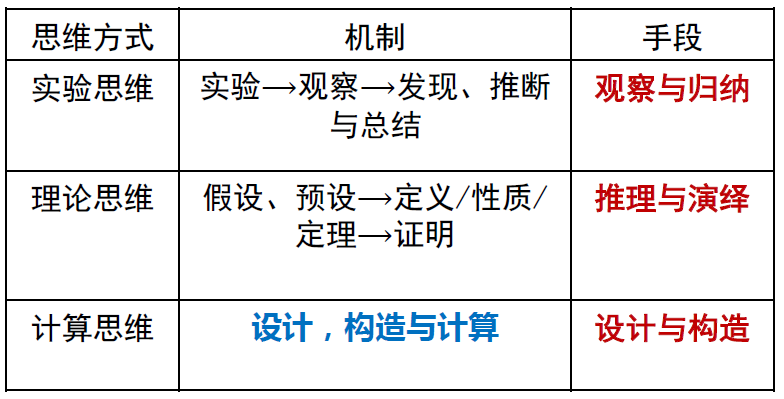 思维方式 机制 手段
实验思维 实验→观察→发现、推断与总结 观察与归纳
理论思维 假设、预设→定义/性质/定理→证明 推理与演绎
计算思维 设计，构造与计算 设计与构造